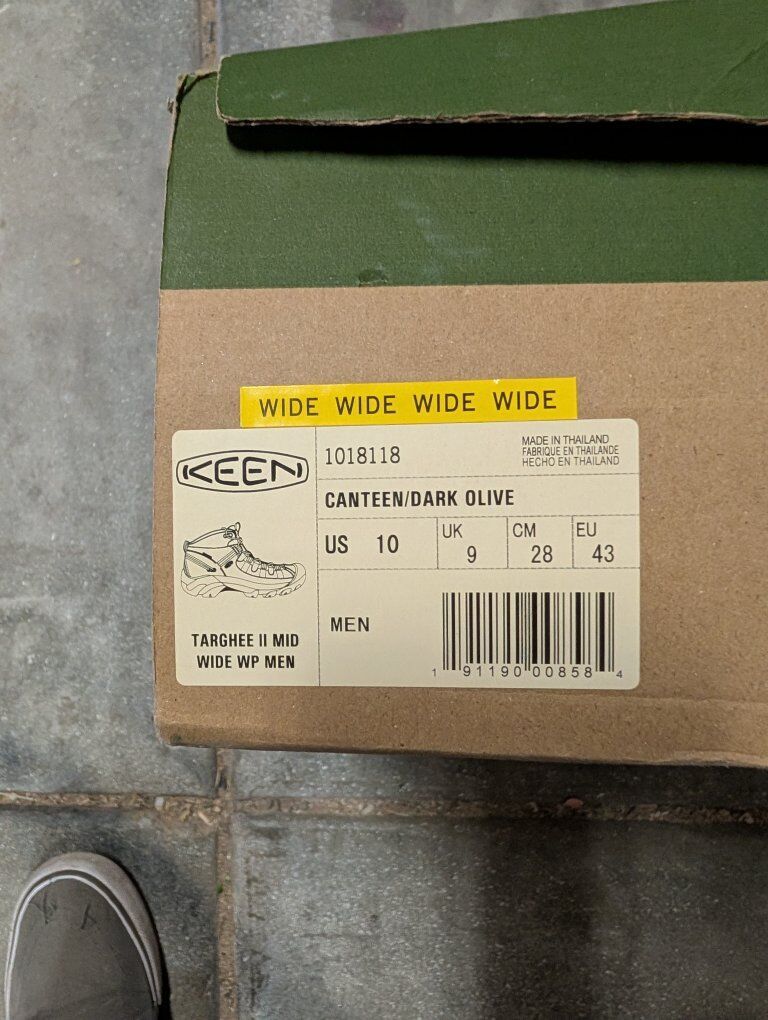 WIDE WIDE WIDE WIDE
KEEN
1018118
MADE IN THAILAND
FABRIQUE EN THAILANDE
HECHO EN THAILAND
CANTEEN/DARK OLIVE
US 10
UK 9
CM 28
EU 43
TARGHEE II MID
WIDE WP MEN
MEN
1 91190 00858 4